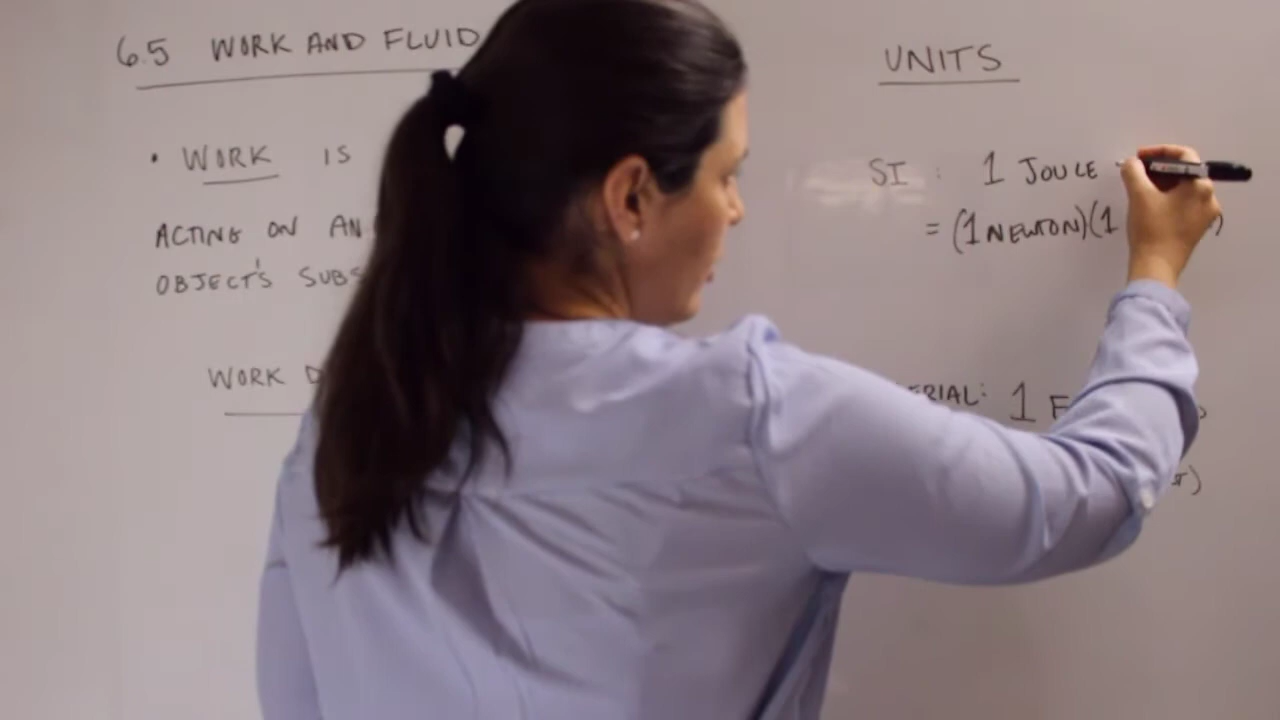 6.5 WORK AND FLUID
• WORK IS
ACTING ON AN
OBJECT'S SUBS
WORK D
UNITS
SI : 1 JOULE
= (1 NEWTON)(1 )
ERIAL: 1 F
)